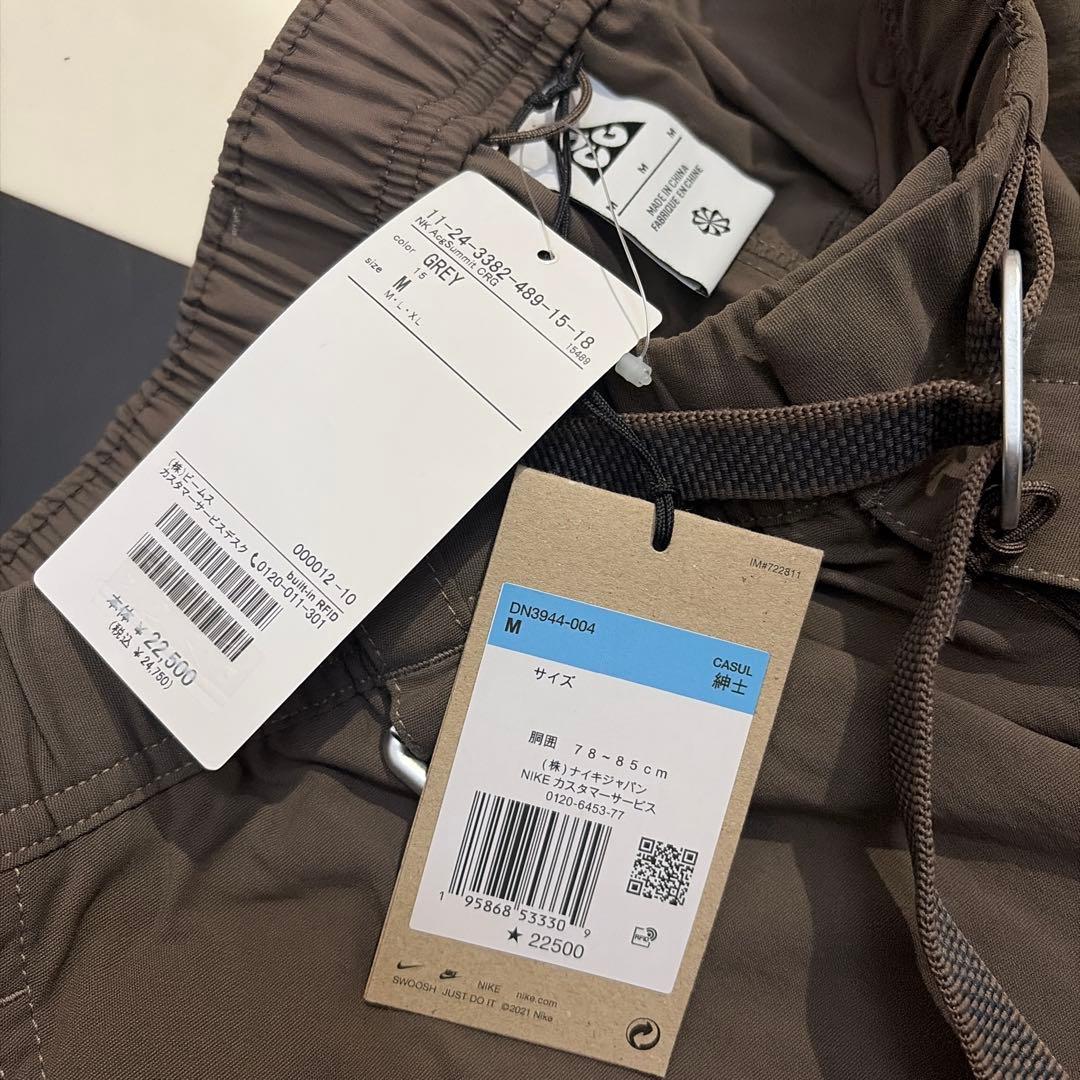 11-24-3382-489-15-18
NK AcgSummit CRG
15489
color GREY
15
size M
M・L・XL
(株)ビームス
カスタマーサービスデスク 0120-011-301
000012-10
built-in RFID
本体 ¥22,500
(税込 ¥24,750)
M
M
M
MADE IN CHINA
FABRIQUE EN CHINE
IM#722811
DN3944-004
M
CASUL
紳士
サイズ
胴囲 78~85cm
(株)ナイキジャパン
NIKE カスタマーサービス
0120-6453-77
1 95868 53330 9
★ 22500
RFID
NIKE nike.com
SWOOSH JUST DO IT ©2021 Nike